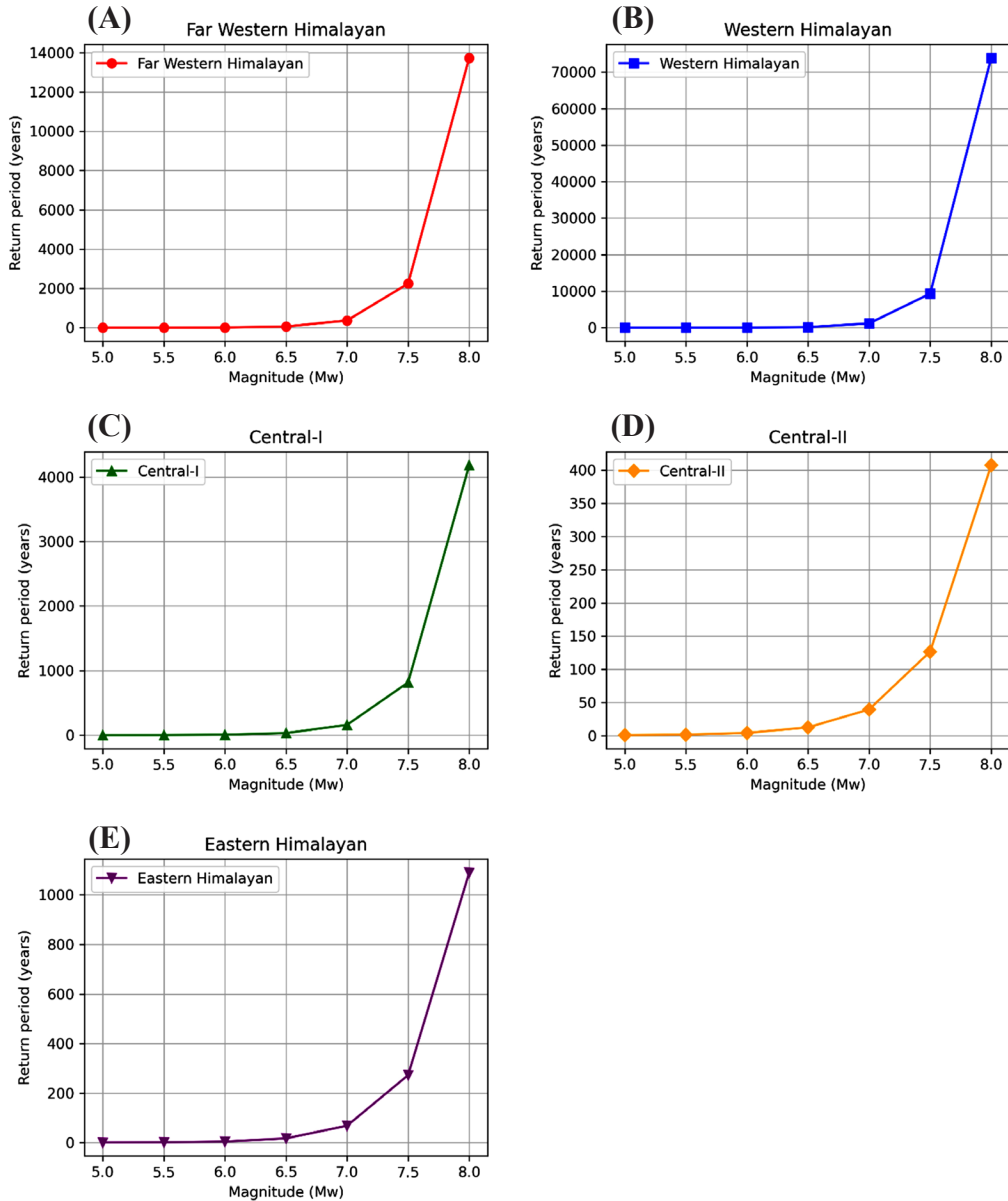 (A)
Far Western Himalayan
Far Western Himalayan
Return period (years)
14000
12000
10000
8000
6000
4000
2000
0
5.0 5.5 6.0 6.5 7.0 7.5 8.0
Magnitude (Mw)
(B)
Western Himalayan
Western Himalayan
Return period (years)
70000
60000
50000
40000
30000
20000
10000
0
5.0 5.5 6.0 6.5 7.0 7.5 8.0
Magnitude (Mw)
(C)
Central-I
Central-I
Return period (years)
4000
3000
2000
1000
0
5.0 5.5 6.0 6.5 7.0 7.5 8.0
Magnitude (Mw)
(D)
Central-II
Central-II
Return period (years)
400
350
300
250
200
150
100
50
0
5.0 5.5 6.0 6.5 7.0 7.5 8.0
Magnitude (Mw)
(E)
Eastern Himalayan
Eastern Himalayan
Return period (years)
1000
800
600
400
200
0
5.0 5.5 6.0 6.5 7.0 7.5 8.0
Magnitude (Mw)